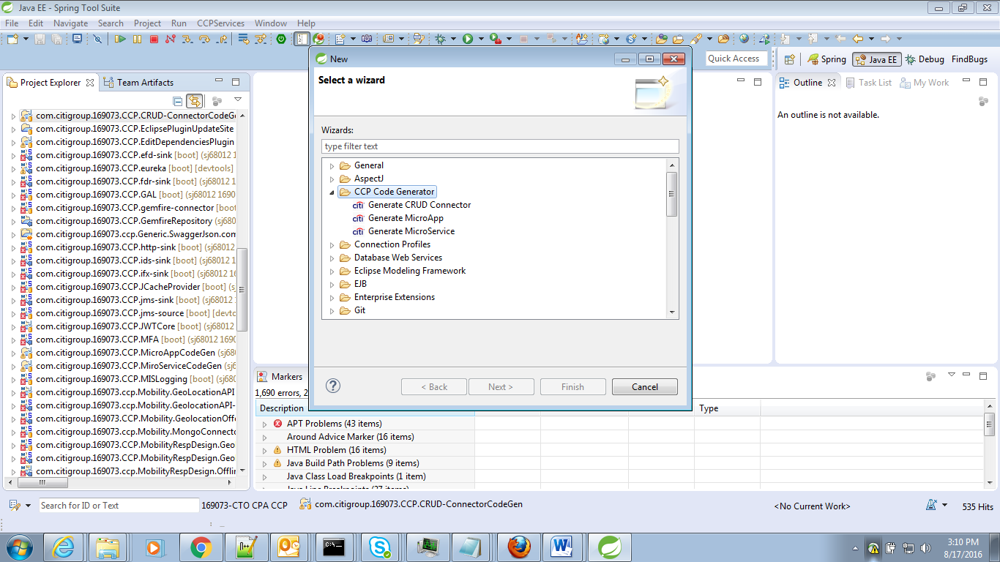 Java EE - Spring Tool Suite
File Edit Navigate Search Project Run CCPServices Window Help
Quick Access
Spring
Java EE
Debug
FindBugs
Project Explorer
Team Artifacts
com.citigroup.169073.CCP.CRUD-ConnectorCodeGe
com.citigroup.169073.CCP.EclipsePluginUpdateSite
com.citigroup.169073.CCP.EditDependenciesPlugin
com.citigroup.169073.CCP.efd-sink [boot] (sj68012 1
com.citigroup.169073.CCP.eureka [boot] [devtools]
com.citigroup.169073.CCP.fdr-sink [boot] (sj68012 1
com.citigroup.169073.CCP.GAL [boot] (sj68012 1690
com.citigroup.169073.CCP.gemfire-connector [boot
com.citigroup.169073.CCP.GemfireRepository (sj680
com.citigroup.169073.ccp.Generic.SwaggerJson.com
com.citigroup.169073.CCP.http-sink [boot] (sj68012
com.citigroup.169073.CCP.ids-sink [boot] (sj68012 1
com.citigroup.169073.CCP.ifx-sink [boot] (sj68012 1
com.citigroup.169073.CCP.JCacheProvider [boot] (s
com.citigroup.169073.CCP.jms-sink [boot] (sj68012
com.citigroup.169073.CCP.jms-source [boot] [devto
com.citigroup.169073.CCP.JWTCore [boot] (sj68012
com.citigroup.169073.CCP.MFA [boot] (sj68012 1690
com.citigroup.169073.CCP.MicroAppCodeGen (sj68
com.citigroup.169073.CCP.MiroServiceCodeGen (sj6
com.citigroup.169073.CCP.MISLogging [boot] (sj68
com.citigroup.169073.ccp.Mobility.GeoLocationAPI
com.citigroup.169073.ccp.Mobility.GeolocationAPI-
com.citigroup.169073.CCP.Mobility.GeolocationOff
com.citigroup.169073.CCP.Mobility.MongoConnect
com.citigroup.169073.CCP.MobilityRespDesign.Geo
com.citigroup.169073.CCP.MobilityRespDesign.Geo
com.citigroup.169073.ccp.MobilityRespDesign.Offlin
New
Select a wizard
Wizards:
type filter text
General
AspectJ
CCP Code Generator
citi Generate CRUD Connector
citi Generate MicroApp
citi Generate MicroService
Connection Profiles
Database Web Services
Eclipse Modeling Framework
EJB
Enterprise Extensions
Git
< Back
Next >
Finish
Cancel
Outline
Task List
My Work
An outline is not available.
Markers
1,690 errors, 2
Description
Type
APT Problems (43 items)
Around Advice Marker (16 items)
HTML Problem (16 items)
Java Build Path Problems (9 items)
Java Class Load Breakpoints (1 item)
Java Line Breakpoints (27 items)
Search for ID or Text
169073-CTO CPA CCP
com.citigroup.169073.CCP.CRUD-ConnectorCodeGen
<No Current Work>
535 Hits
3:10 PM
8/17/2016